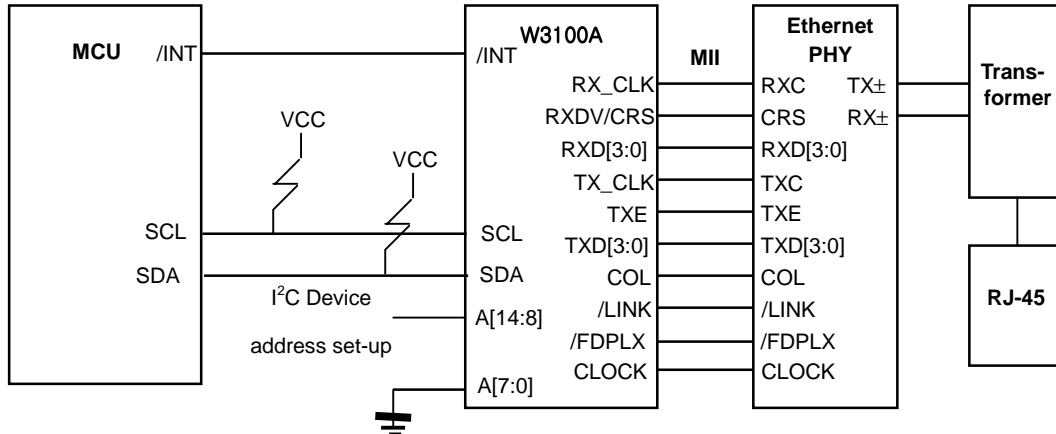 MCU
/INT
VCC
VCC
SCL
SDA
I²C Device
address set-up
W3100A
/INT
SCL
SDA
A[14:8]
A[7:0]
RX_CLK
RXDV/CRS
RXD[3:0]
TX_CLK
TXE
TXD[3:0]
COL
/LINK
/FDPLX
CLOCK
MII
Ethernet
PHY
RXC
CRS
RXD[3:0]
TXC
TXE
TXD[3:0]
COL
/LINK
/FDPLX
CLOCK
TX±
RX±
Trans-
former
RJ-45